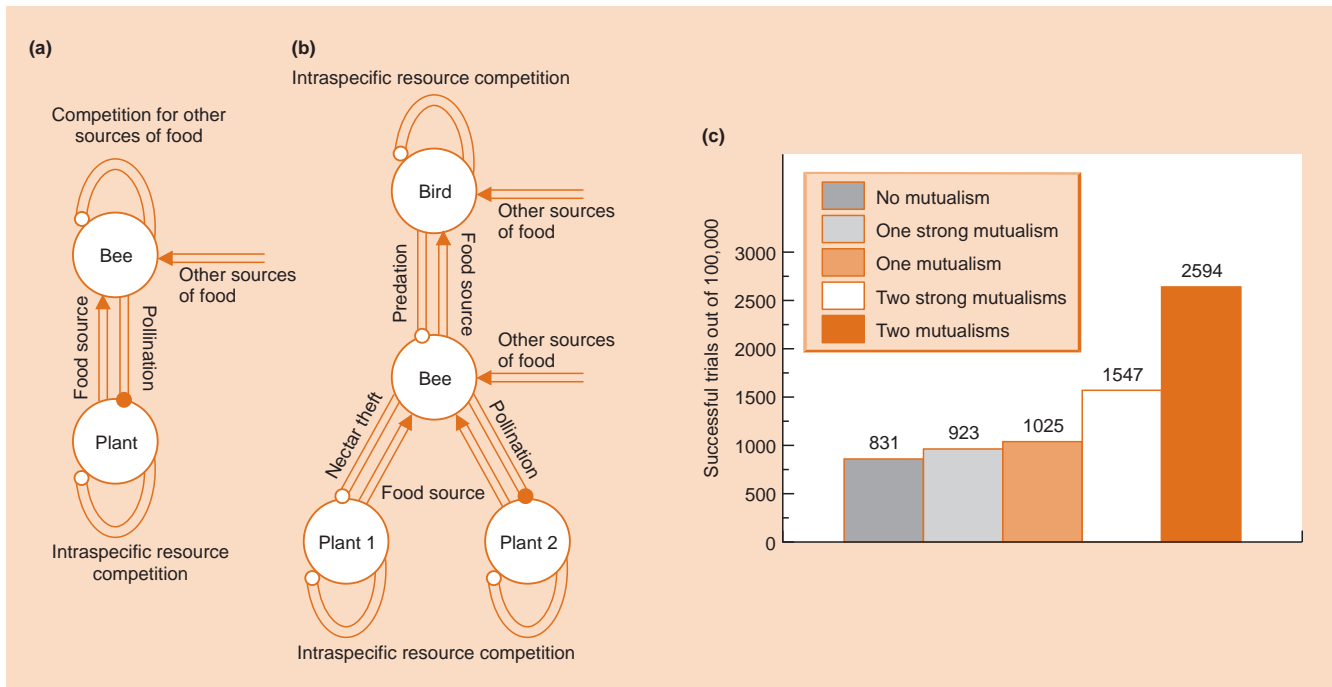 (a)
Competition for other
sources of food
Bee
Other sources
of food
Food source
Pollination
Plant
Intraspecific resource
competition
(b)
Intraspecific resource competition
Bird
Other sources
of food
Predation
Food source
Bee
Other sources
of food
Nectar theft
Pollination
Food source
Plant 1
Plant 2
Intraspecific resource competition
(c)
Successful trials out of 100,000
3000
2500
2000
1500
1000
500
0
No mutualism
One strong mutualism
One mutualism
Two strong mutualisms
Two mutualisms
831
923
1025
1547
2594